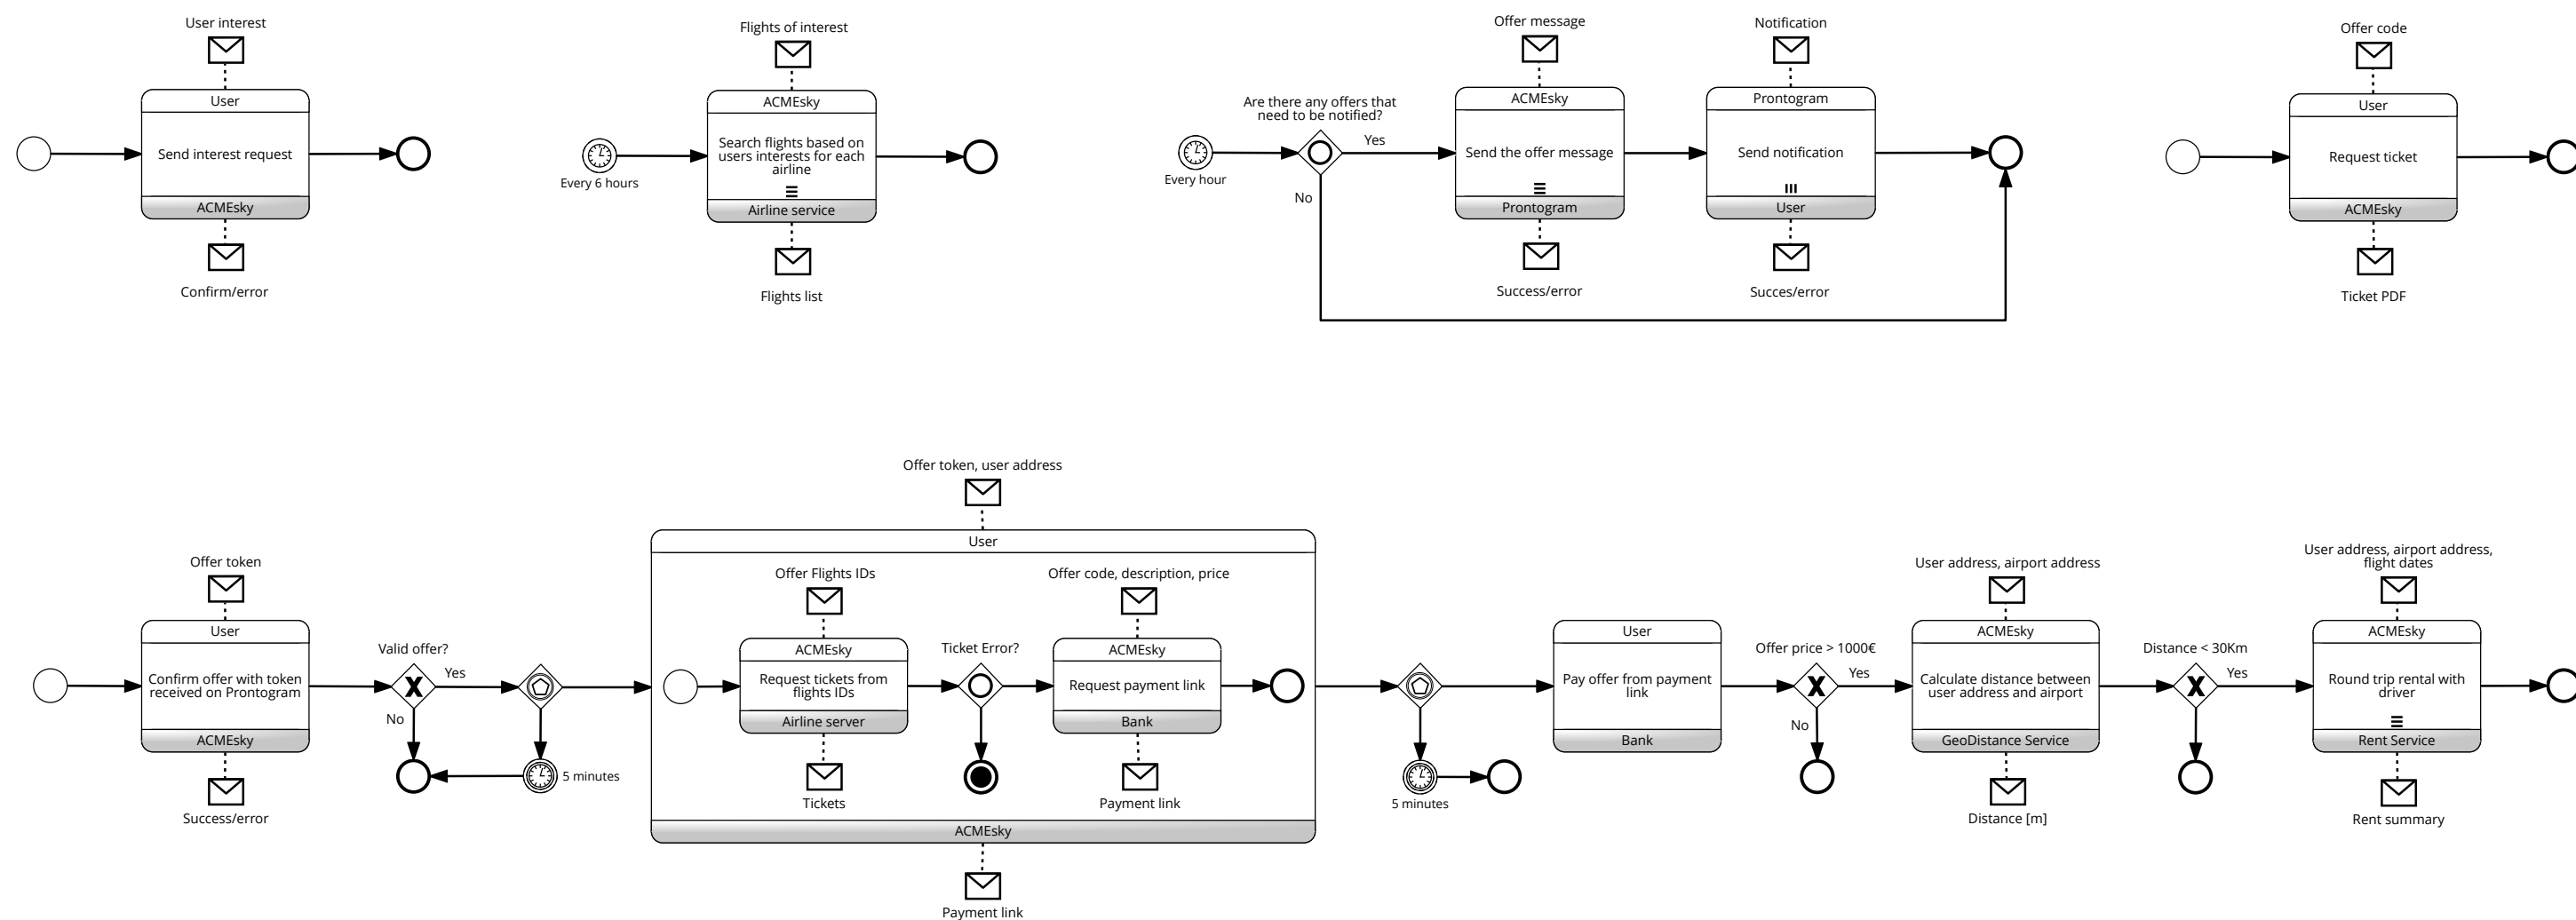 User interest
User
Send interest request
ACMEsky
Confirm/error
Every 6 hours
Flights of interest
ACMEsky
Search flights based on
users interests for each
airline
Airline service
Flights list
Every hour
Are there any offers that
need to be notified?
Yes
No
Offer message
ACMEsky
Send the offer message
Prontogram
Success/error
Notification
Prontogram
Send notification
User
Succes/error
Offer code
User
Request ticket
ACMEsky
Ticket PDF
Offer token
User
Confirm offer with token
received on Prontogram
ACMEsky
Success/error
Valid offer?
Yes
No
5 minutes
Offer token, user address
User
Offer Flights IDs
ACMEsky
Request tickets from
flights IDs
Airline server
Tickets
Ticket Error?
Offer code, description, price
ACMEsky
Request payment link
Bank
Payment link
ACMEsky
Payment link
5 minutes
User
Pay offer from payment
link
Bank
Offer price > 1000€
Yes
No
User address, airport address
ACMEsky
Calculate distance between
user address and airport
GeoDistance Service
Distance [m]
Distance < 30Km
Yes
User address, airport address,
flight dates
ACMEsky
Round trip rental with
driver
Rent Service
Rent summary